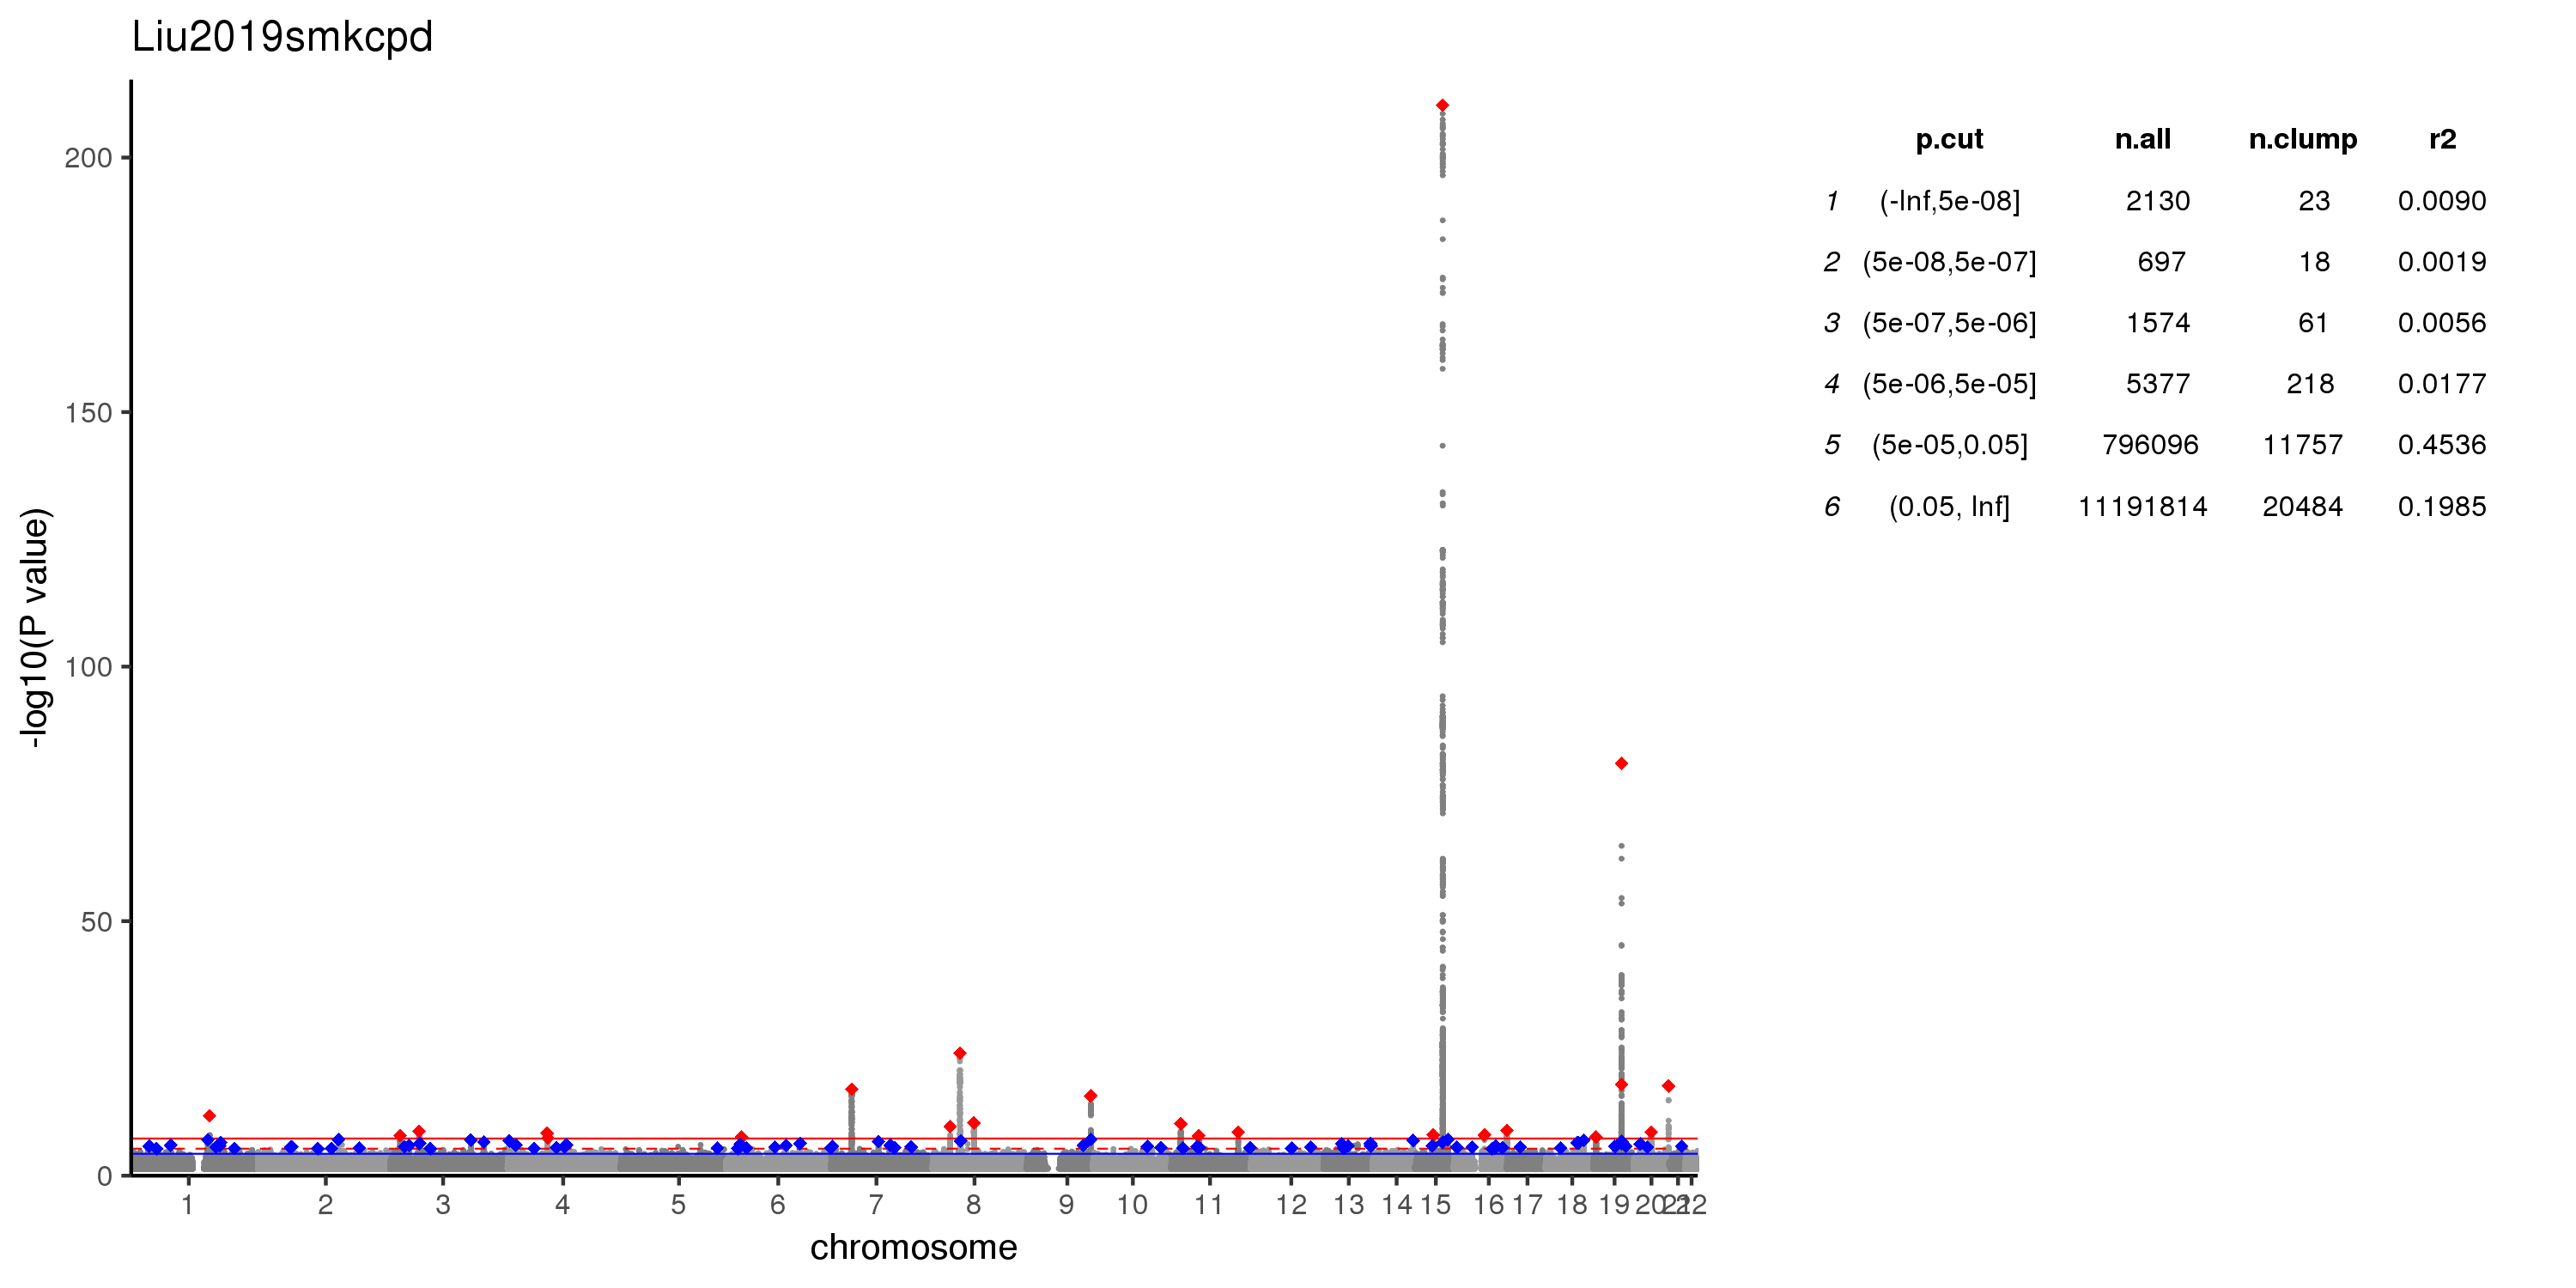 Liu2019smkcpd
-log10(P value)
200
150
100
50
0
1 2 3 4 5 6 7 8 9 10 11 12 13 14 15 16 17 18 19 20 21 22
chromosome
p.cut n.all n.clump r2
1 (-Inf,5e-08] 2130 23 0.0090
2 (5e-08,5e-07] 697 18 0.0019
3 (5e-07,5e-06] 1574 61 0.0056
4 (5e-06,5e-05] 5377 218 0.0177
5 (5e-05,0.05] 796096 11757 0.4536
6 (0.05, Inf] 11191814 20484 0.1985